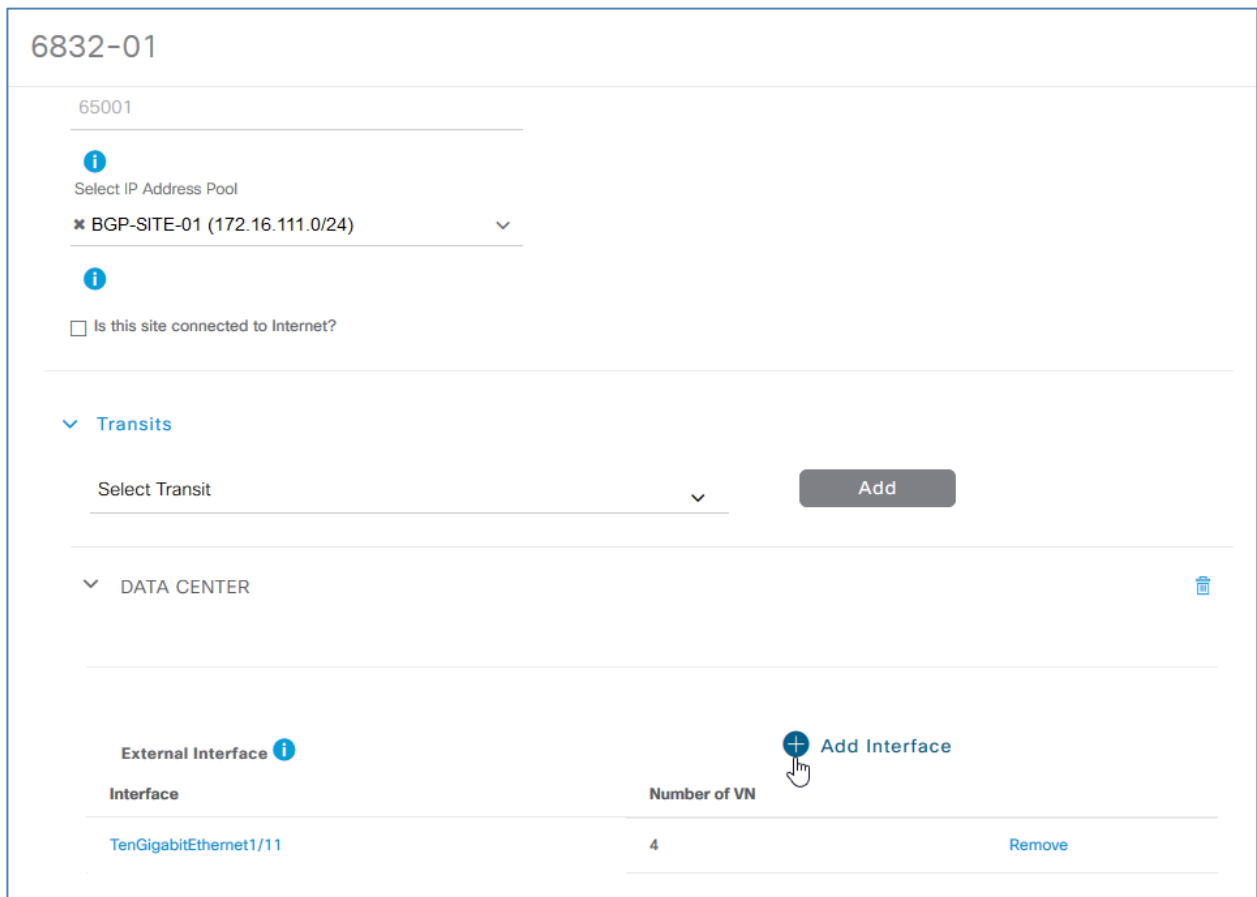 6832-01
65001
Select IP Address Pool
✖ BGP-SITE-01 (172.16.111.0/24)
Is this site connected to Internet?
Transits
Select Transit
Add
DATA CENTER
External Interface
Add Interface
Interface Number of VN
TenGigabitEthernet1/11 4 Remove